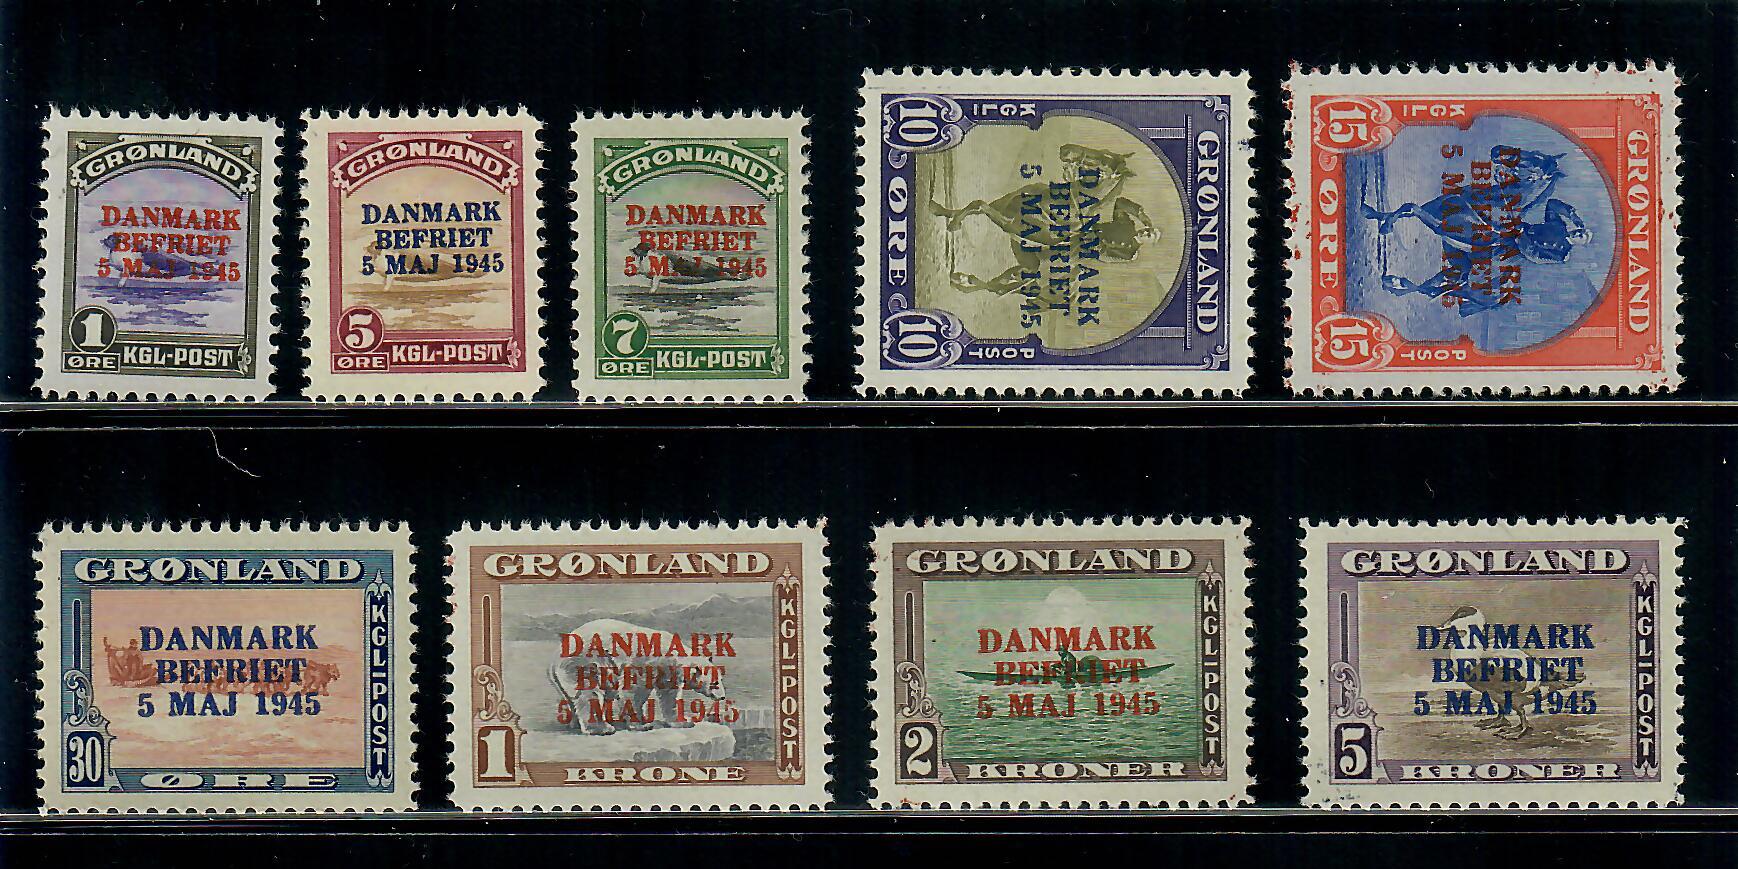 GRØNLAND
DANMARK
BEFRIET
5 MAJ 1945
1
ØRE
KGL-POST
GRØNLAND
DANMARK
BEFRIET
5 MAJ 1945
5
ØRE
KGL-POST
GRØNLAND
DANMARK
BEFRIET
5 MAJ 1945
7
ØRE
KGL-POST
GRØNLAND
KGL POST
DANMARK
BEFRIET
5 MAJ 1945
10 ØRE 10
GRØNLAND
KGL POST
DANMARK
BEFRIET
5 MAJ 1945
15 ØRE 15
GRØNLAND
KGL-POST
DANMARK
BEFRIET
5 MAJ 1945
30
ØRE
GRØNLAND
KGL-POST
DANMARK
BEFRIET
5 MAJ 1945
1
KRONE
GRØNLAND
KGL-POST
DANMARK
BEFRIET
5 MAJ 1945
2
KRONER
GRØNLAND
KGL-POST
DANMARK
BEFRIET
5 MAJ 1945
5
KRONER